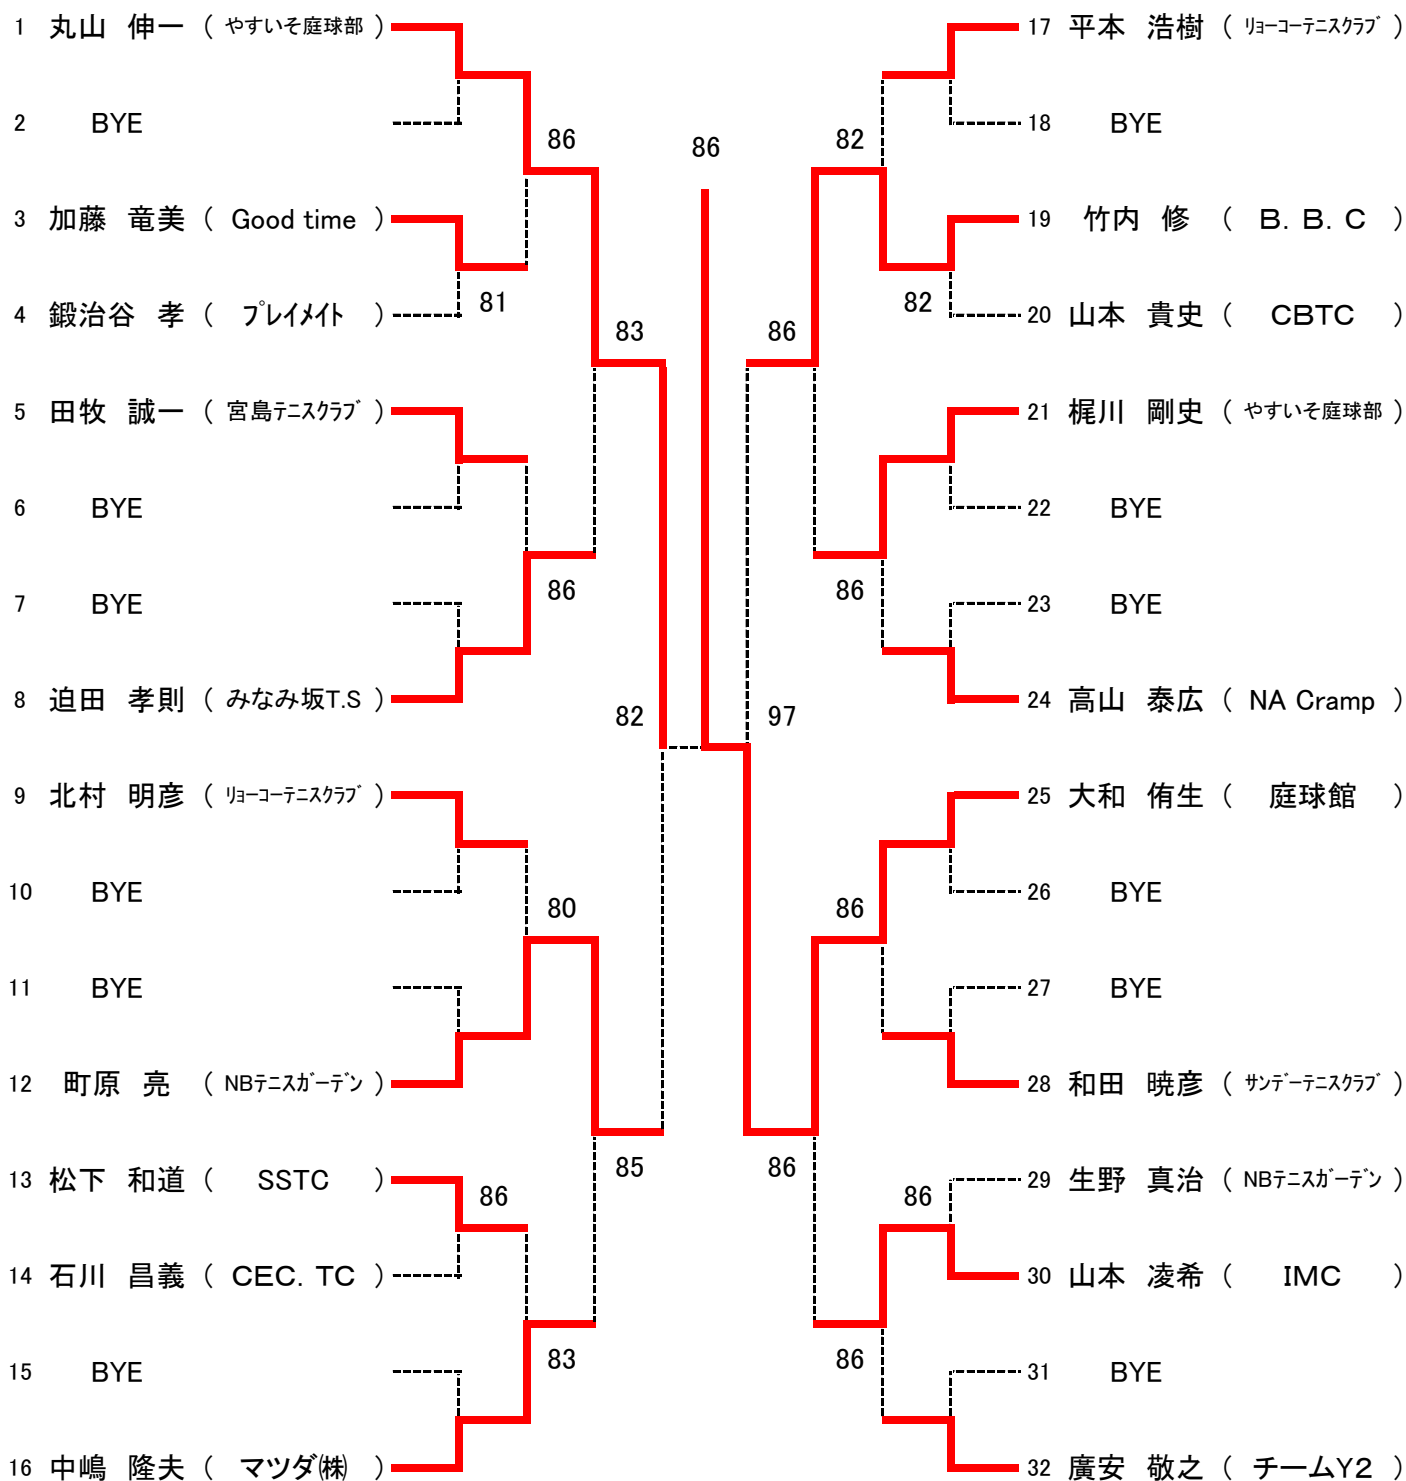 1 丸山 伸一 ( やすいそ庭球部 )
2 BYE
86
3 加藤 竜美 ( Good time )
81
4 鍛治谷 孝 ( プレイメイト )
83
5 田牧 誠一 ( 宮島テニスクラブ )
6 BYE
86
7 BYE
8 迫田 孝則 ( みなみ坂T.S )
82
9 北村 明彦 ( リョーコーテニスクラブ )
10 BYE
80
11 BYE
12 町原 亮 ( NBテニスガーデン )
85
13 松下 和道 ( SSTC )
86
14 石川 昌義 ( CEC. TC )
83
15 BYE
16 中嶋 隆夫 ( マツダ㈱ )
86
17 平本 浩樹 ( リョーコーテニスクラブ )
18 BYE
82
19 竹内 修 ( B. B. C )
82
20 山本 貴史 ( CBTC )
86
21 梶川 剛史 ( やすいそ庭球部 )
22 BYE
86
23 BYE
24 高山 泰広 ( NA Cramp )
97
25 大和 侑生 ( 庭球館 )
26 BYE
86
27 BYE
28 和田 暁彦 ( サンデーテニスクラブ )
86
29 生野 真治 ( NBテニスガーデン )
86
30 山本 凌希 ( IMC )
86
31 BYE
32 廣安 敬之 ( チームY2 )